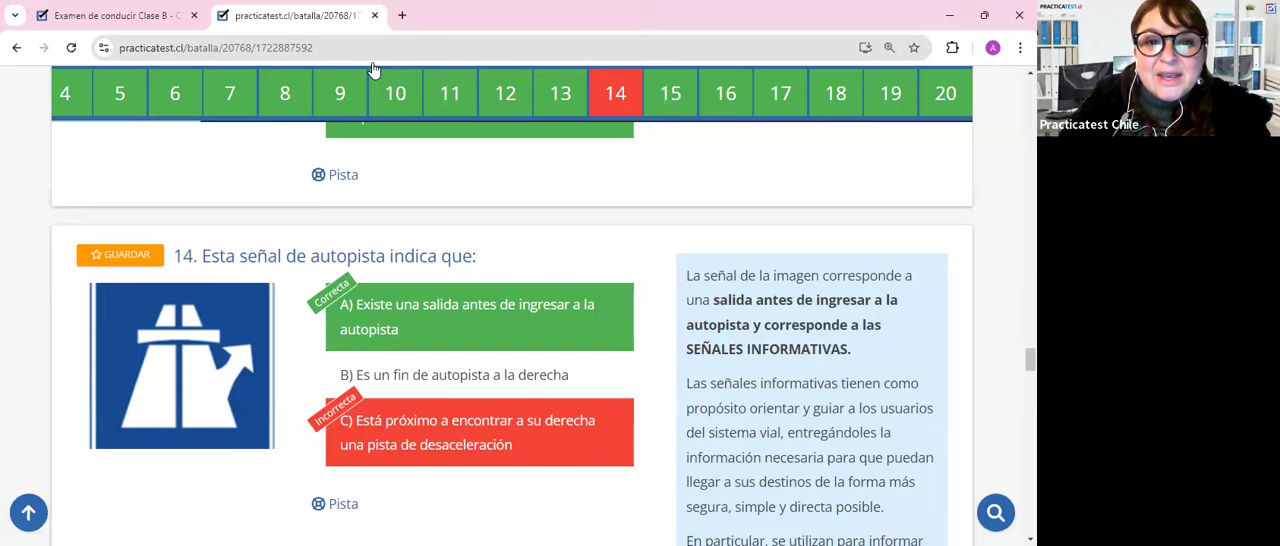 Examen de conducir Clase B - C
practicatest.cl/batalla/20768/17
practicatest.cl/batalla/20768/1722887592
A
PRACTICATEST.cl
Practicatest Chile
4 5 6 7 8 9 10 11 12 13 14 15 16 17 18 19 20
Pista
GUARDAR
14. Esta señal de autopista indica que:
Correcta
A) Existe una salida antes de ingresar a la
autopista
B) Es un fin de autopista a la derecha
Incorrecta
C) Está próximo a encontrar a su derecha
una pista de desaceleración
Pista
La señal de la imagen corresponde a
una salida antes de ingresar a la
autopista y corresponde a las
SEÑALES INFORMATIVAS.
Las señales informativas tienen como
propósito orientar y guiar a los usuarios
del sistema vial, entregándoles la
información necesaria para que puedan
llegar a sus destinos de la forma más
segura, simple y directa posible.
En particular, se utilizan para informar